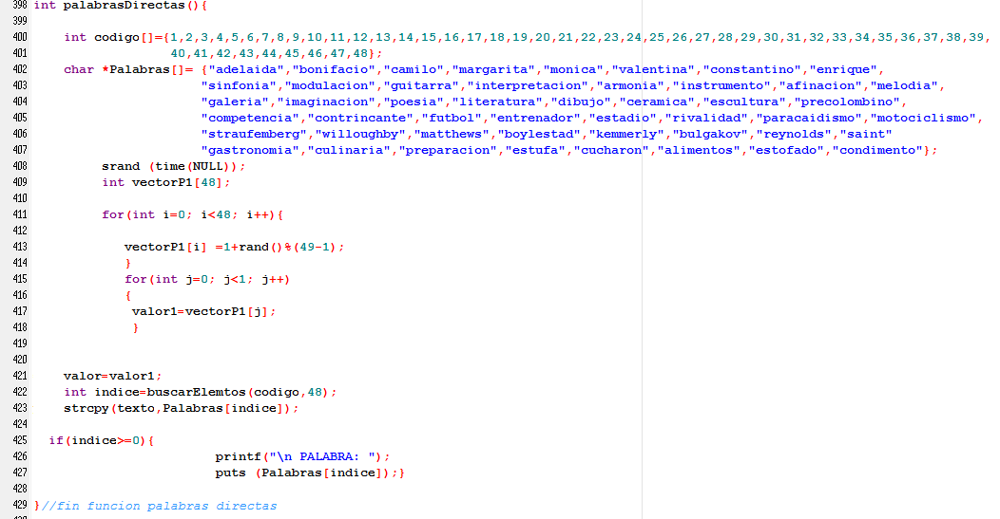 398 int palabrasDirectas(){
399
400 int codigo[]={1,2,3,4,5,6,7,8,9,10,11,12,13,14,15,16,17,18,19,20,21,22,23,24,25,26,27,28,29,30,31,32,33,34,35,36,37,38,39,
401 40,41,42,43,44,45,46,47,48};
402 char *Palabras[]= {"adelaida","bonifacio","camilo","margarita","monica","valentina","constantino","enrique",
403 "sinfonia","modulacion","guitarra","interpretacion","armonia","instrumento","afinacion","melodia",
404 "galeria","imaginacion","poesia","literatura","dibujo","ceramica","escultura","precolombino",
405 "competencia","contrincante","futbol","entrenador","estadio","rivalidad","paracaidismo","motociclismo",
406 "straufemberg","willoughby","matthews","boylestad","kemmerly","bulgakov","reynolds","saint"
407 "gastronomia","culinaria","preparacion","estufa","cucharon","alimentos","estofado","condimento"};
408 srand (time(NULL));
409 int vectorP1[48];
410
411 for(int i=0; i<48; i++){
412
413 vectorP1[i] =1+rand()%(49-1);
414 }
415 for(int j=0; j<1; j++)
416 {
417 valor1=vectorP1[j];
418 }
419
420
421 valor=valor1;
422 int indice=buscarElemtos(codigo,48);
423 strcpy(texto,Palabras[indice]);
424
425 if(indice>=0){
426 printf("\n PALABRA: ");
427 puts (Palabras[indice]);}
428
429 }//fin funcion palabras directas